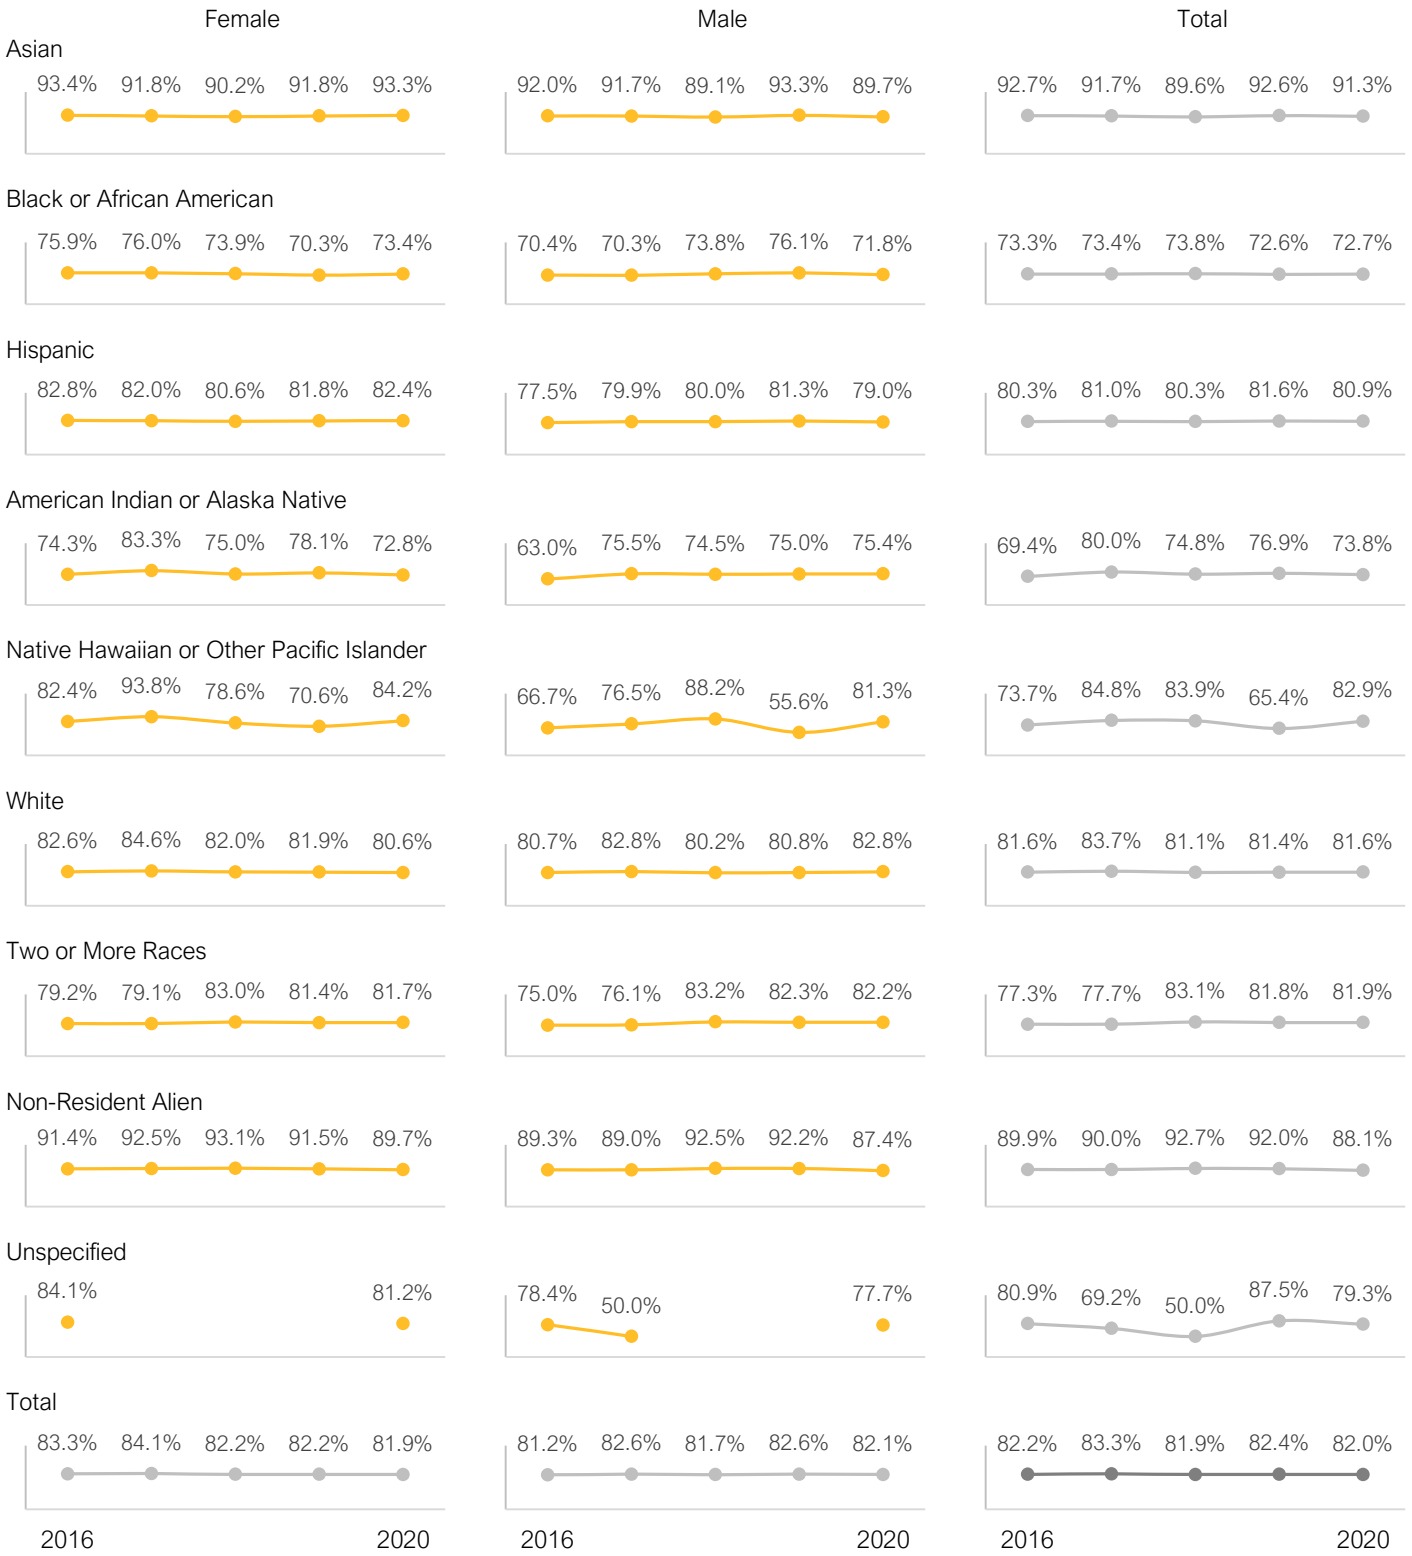 Female Male Total
Asian
93.4% 91.8% 90.2% 91.8% 93.3% 92.0% 91.7% 89.1% 93.3% 89.7% 92.7% 91.7% 89.6% 92.6% 91.3%
Black or African American
75.9% 76.0% 73.9% 70.3% 73.4% 70.4% 70.3% 73.8% 76.1% 71.8% 73.3% 73.4% 73.8% 72.6% 72.7%
Hispanic
82.8% 82.0% 80.6% 81.8% 82.4% 77.5% 79.9% 80.0% 81.3% 79.0% 80.3% 81.0% 80.3% 81.6% 80.9%
American Indian or Alaska Native
74.3% 83.3% 75.0% 78.1% 72.8% 63.0% 75.5% 74.5% 75.0% 75.4% 69.4% 80.0% 74.8% 76.9% 73.8%
Native Hawaiian or Other Pacific Islander
82.4% 93.8% 78.6% 70.6% 84.2% 66.7% 76.5% 88.2% 55.6% 81.3% 73.7% 84.8% 83.9% 65.4% 82.9%
White
82.6% 84.6% 82.0% 81.9% 80.6% 80.7% 82.8% 80.2% 80.8% 82.8% 81.6% 83.7% 81.1% 81.4% 81.6%
Two or More Races
79.2% 79.1% 83.0% 81.4% 81.7% 75.0% 76.1% 83.2% 82.3% 82.2% 77.3% 77.7% 83.1% 81.8% 81.9%
Non-Resident Alien
91.4% 92.5% 93.1% 91.5% 89.7% 89.3% 89.0% 92.5% 92.2% 87.4% 89.9% 90.0% 92.7% 92.0% 88.1%
Unspecified
84.1% 81.2% 78.4% 50.0% 77.7% 80.9% 69.2% 50.0% 87.5% 79.3%
Total
83.3% 84.1% 82.2% 82.2% 81.9% 81.2% 82.6% 81.7% 82.6% 82.1% 82.2% 83.3% 81.9% 82.4% 82.0%
2016 2020 2016 2020 2016 2020